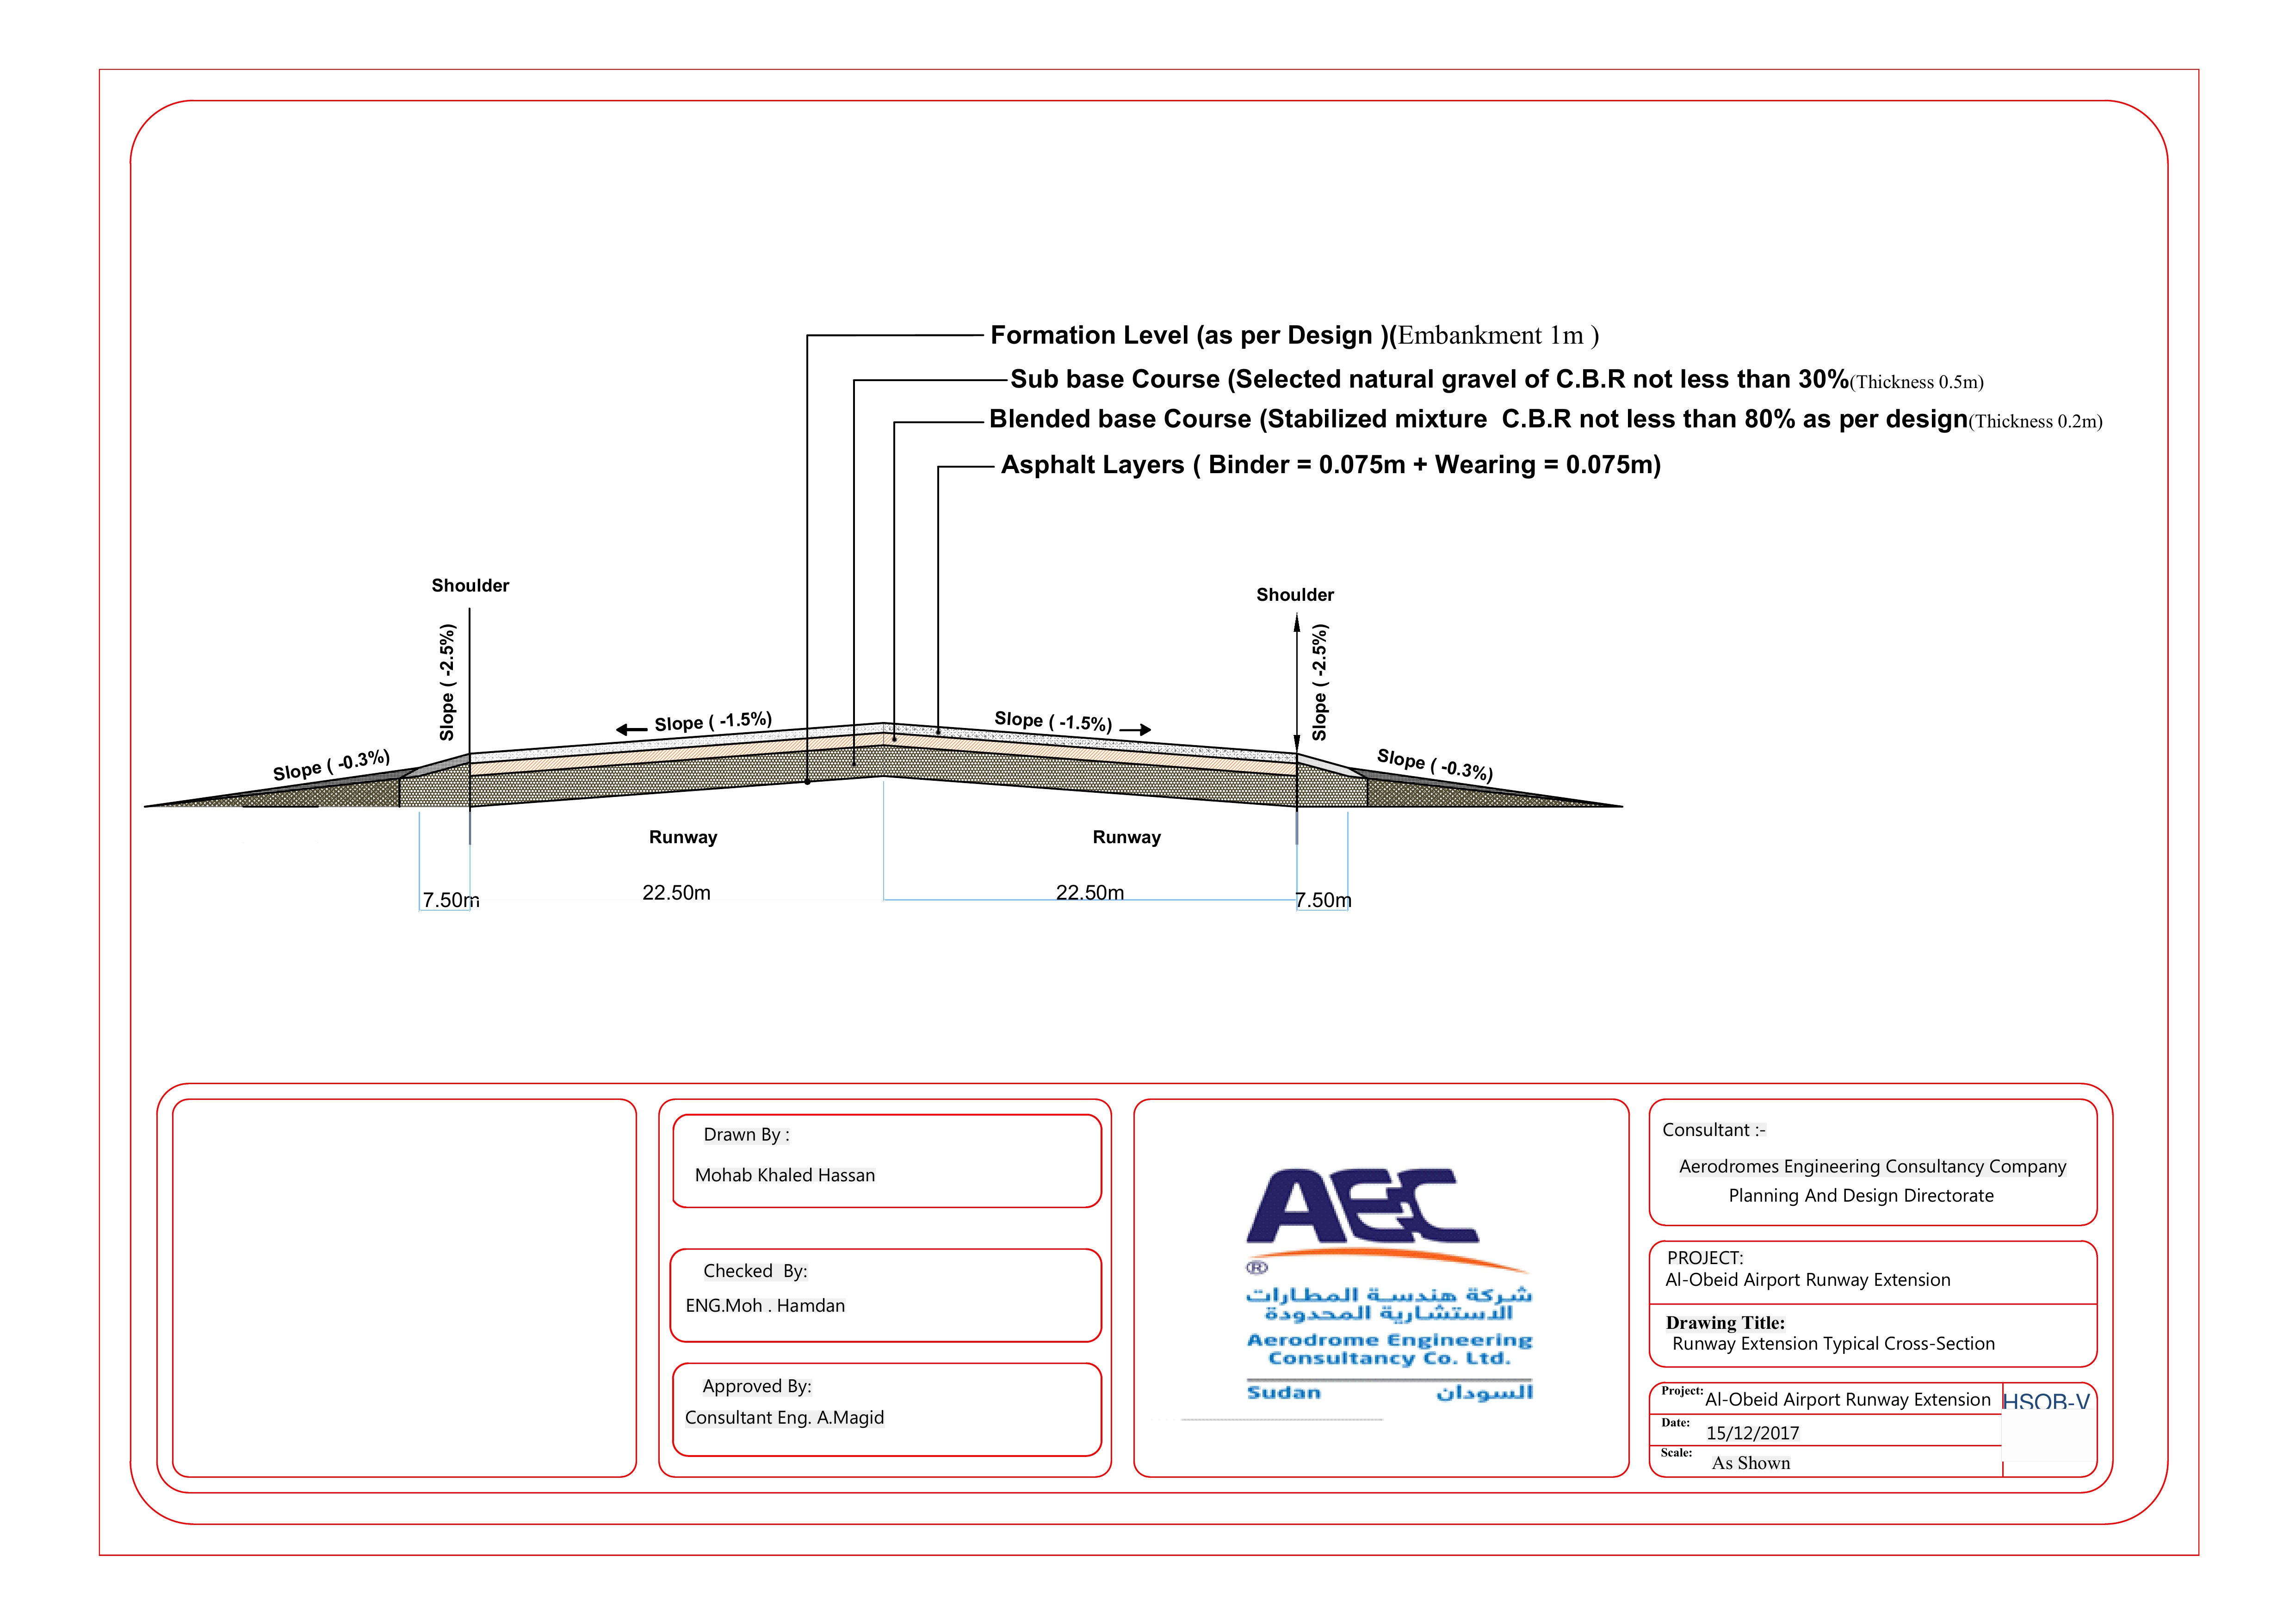 Formation Level (as per Design )(Embankment 1m )
Sub base Course (Selected natural gravel of C.B.R not less than 30%(Thickness 0.5m)
Blended base Course (Stabilized mixture C.B.R not less than 80% as per design(Thickness 0.2m)
Asphalt Layers ( Binder = 0.075m + Wearing = 0.075m)
Shoulder
Shoulder
Slope ( -2.5%)
Slope ( -2.5%)
Slope ( -1.5%)
Slope ( -1.5%)
Slope ( -0.3%)
Slope ( -0.3%)
Runway
Runway
7.50m
22.50m
22.50m
7.50m
Drawn By :
Mohab Khaled Hassan
Checked By:
ENG.Moh . Hamdan
Approved By:
Consultant Eng. A.Magid
AEC
®
شركة هندسة المطارات
الاستشارية المحدودة
Aerodrome Engineering
Consultancy Co. Ltd.
Sudan السودان
Consultant :-
Aerodromes Engineering Consultancy Company
Planning And Design Directorate
PROJECT:
Al-Obeid Airport Runway Extension
Drawing Title:
Runway Extension Typical Cross-Section
Project: Al-Obeid Airport Runway Extension
HSOB-V
Date: 15/12/2017
Scale: As Shown